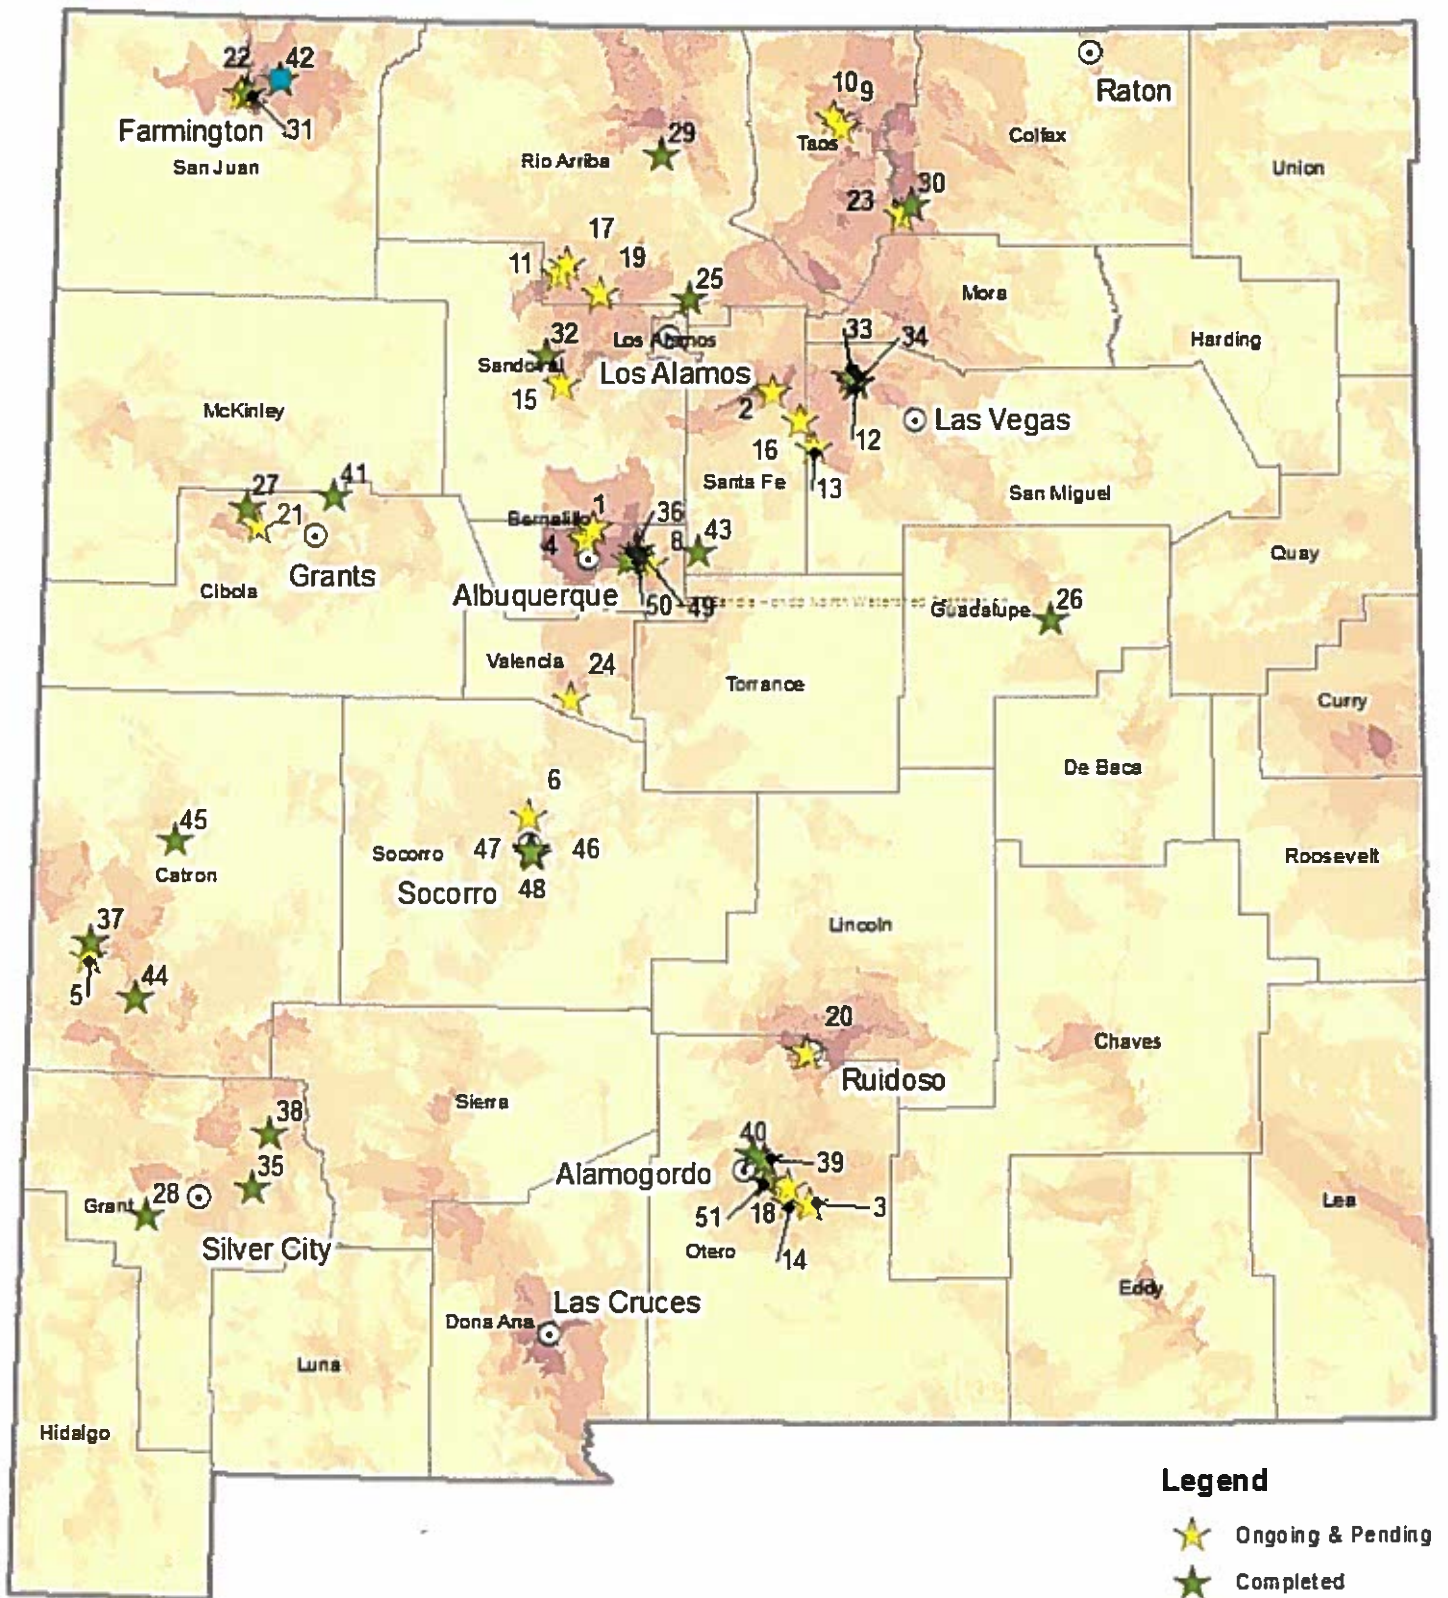 22
42
Farmington
31
San Juan
Raton
10
9
Taos
Colfax
29
Rio Arriba
Union
23
30
17
11
19
25
Mora
33
34
Harding
32
Los Alamos
Sandoval
Los Alamos
15
2
McKinley
Las Vegas
12
16
13
Santa Fe
San Miguel
27
41
21
1
36
Bernalillo
4
8
43
Quay
Grants
Cibola
Albuquerque
50
49
Guadalupe
26
Valencia
24
Torrance
Curry
De Baca
6
45
Socorro
47
46
Catron
Socorro
48
Roosevelt
37
Lincoln
5
44
20
Chaves
Ruidoso
Sierra
38
40
39
Alamogordo
35
28
Grant
51
18
3
Lea
Silver City
Otero
14
Eddy
Las Cruces
Dona Ana
Luna
Hidalgo
Legend
Ongoing & Pending
Completed